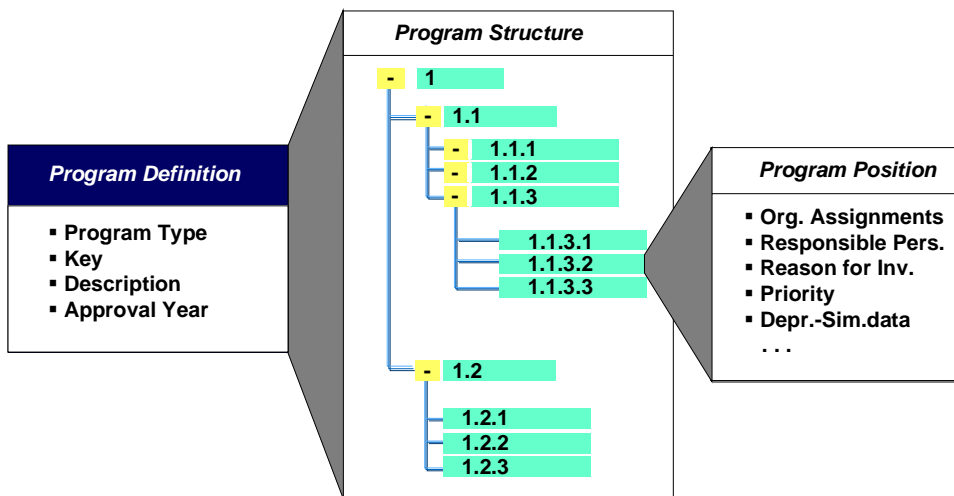 Program Definition
▪ Program Type
▪ Key
▪ Description
▪ Approval Year
Program Structure
- 1
- 1.1
- 1.1.1
- 1.1.2
- 1.1.3
1.1.3.1
1.1.3.2
1.1.3.3
- 1.2
1.2.1
1.2.2
1.2.3
Program Position
▪ Org. Assignments
▪ Responsible Pers.
▪ Reason for Inv.
▪ Priority
▪ Depr.-Sim.data
. . .